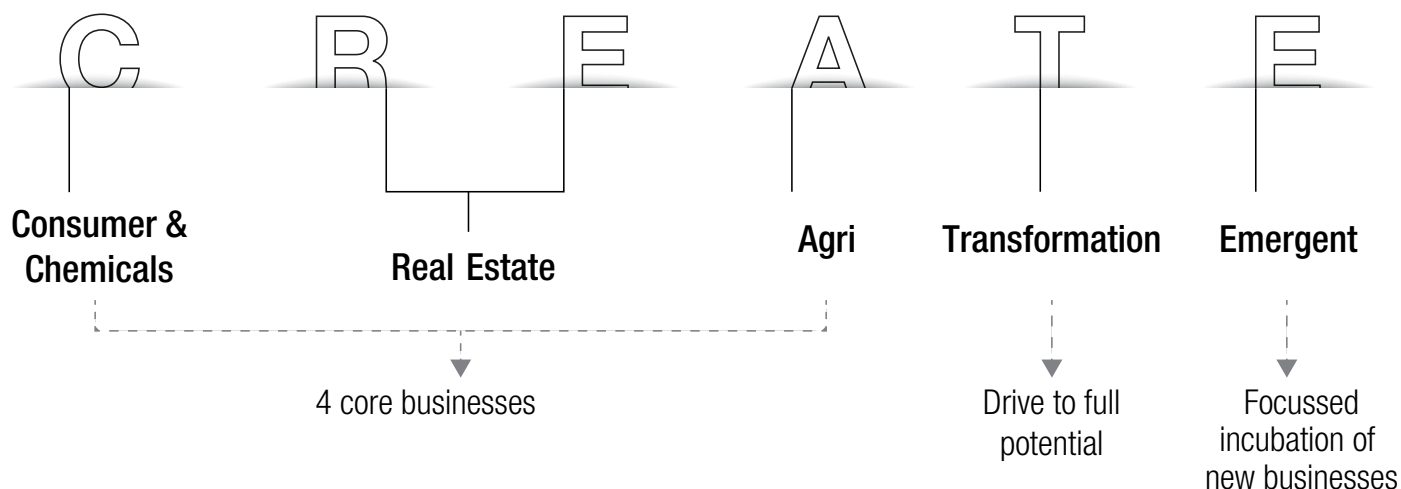 C R E A T E
Consumer &
Chemicals
Real Estate
Agri
Transformation
Emergent
4 core businesses
Drive to full
potential
Focussed
incubation of
new businesses